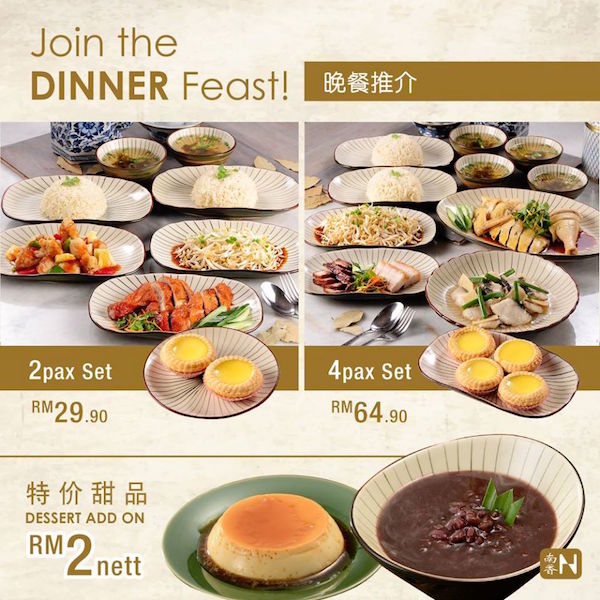 Join the
DINNER Feast!
晚餐推介
2pax Set
RM29.90
4pax Set
RM64.90
特价甜品
DESSERT ADD ON
RM2nett
南香 N